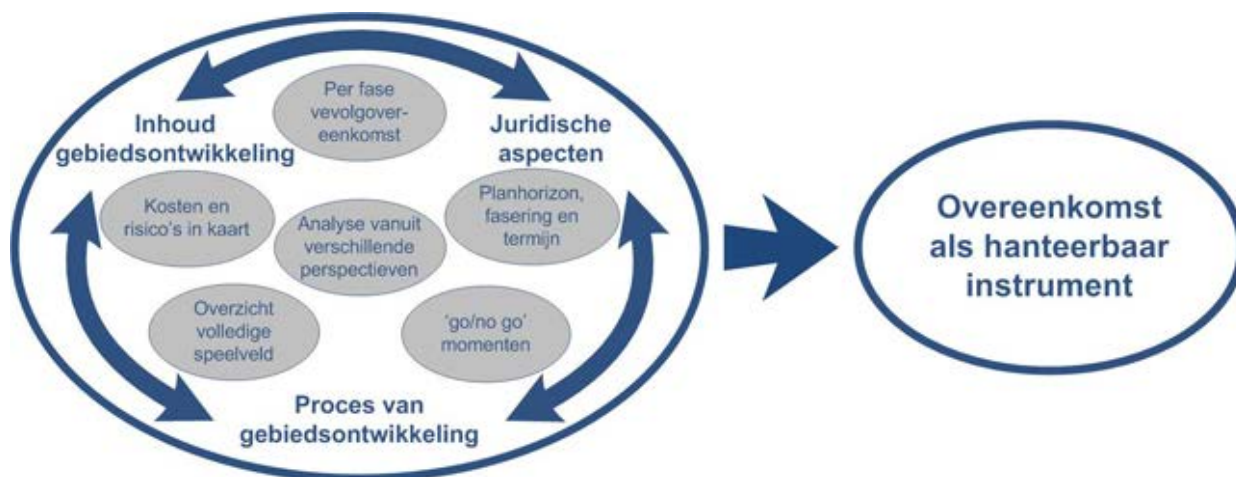 Per fase
vevolgover-
eenkomst
Inhoud
gebiedsontwikkeling
Juridische
aspecten
Kosten en
risico's in kaart
Analyse vanuit
verschillende
perspectieven
Planhorizon,
fasering en
termijn
Overzicht
volledige
speelveld
'go/no go'
momenten
Proces van
gebiedsontwikkeling
Overeenkomst
als hanteerbaar
instrument